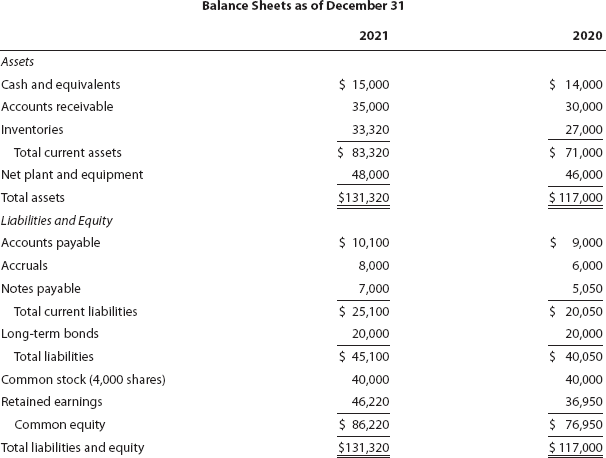 Balance Sheets as of December 31
2021 2020
Assets
Cash and equivalents $ 15,000 $ 14,000
Accounts receivable 35,000 30,000
Inventories 33,320 27,000
Total current assets $ 83,320 $ 71,000
Net plant and equipment 48,000 46,000
Total assets $131,320 $ 117,000
Liabilities and Equity
Accounts payable $ 10,100 $ 9,000
Accruals 8,000 6,000
Notes payable 7,000 5,050
Total current liabilities $ 25,100 $ 20,050
Long-term bonds 20,000 20,000
Total liabilities $ 45,100 $ 40,050
Common stock (4,000 shares) 40,000 40,000
Retained earnings 46,220 36,950
Common equity $ 86,220 $ 76,950
Total liabilities and equity $131,320 $ 117,000